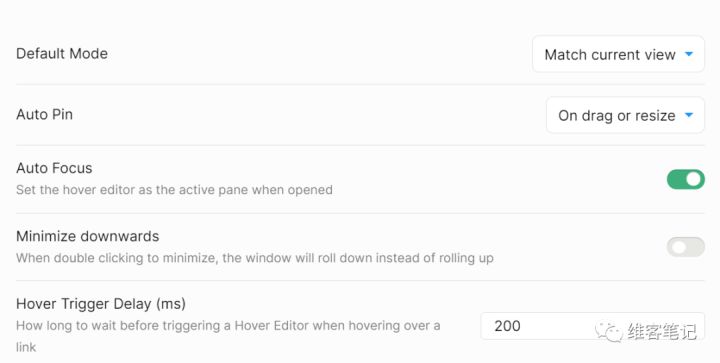 Default Mode
Match current view
Auto Pin
On drag or resize
Auto Focus
Set the hover editor as the active pane when opened
Minimize downwards
When double clicking to minimize, the window will roll down instead of rolling up
Hover Trigger Delay (ms)
How long to wait before triggering a Hover Editor when hovering over a
link
200
维客笔记